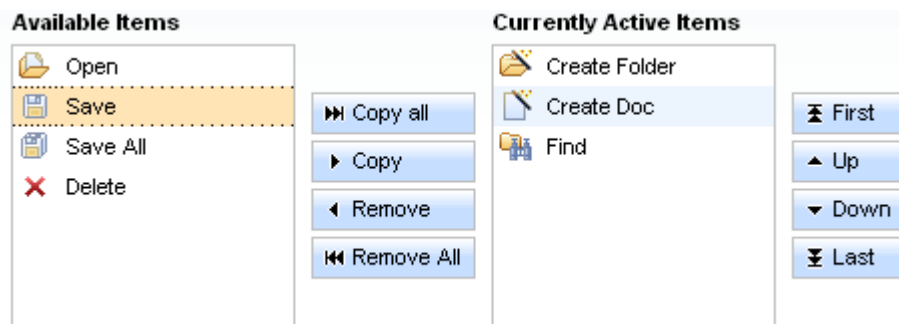 Available Items
Open
Save
Save All
Delete
Copy all
Copy
Remove
Remove All
Currently Active Items
Create Folder
Create Doc
Find
First
Up
Down
Last